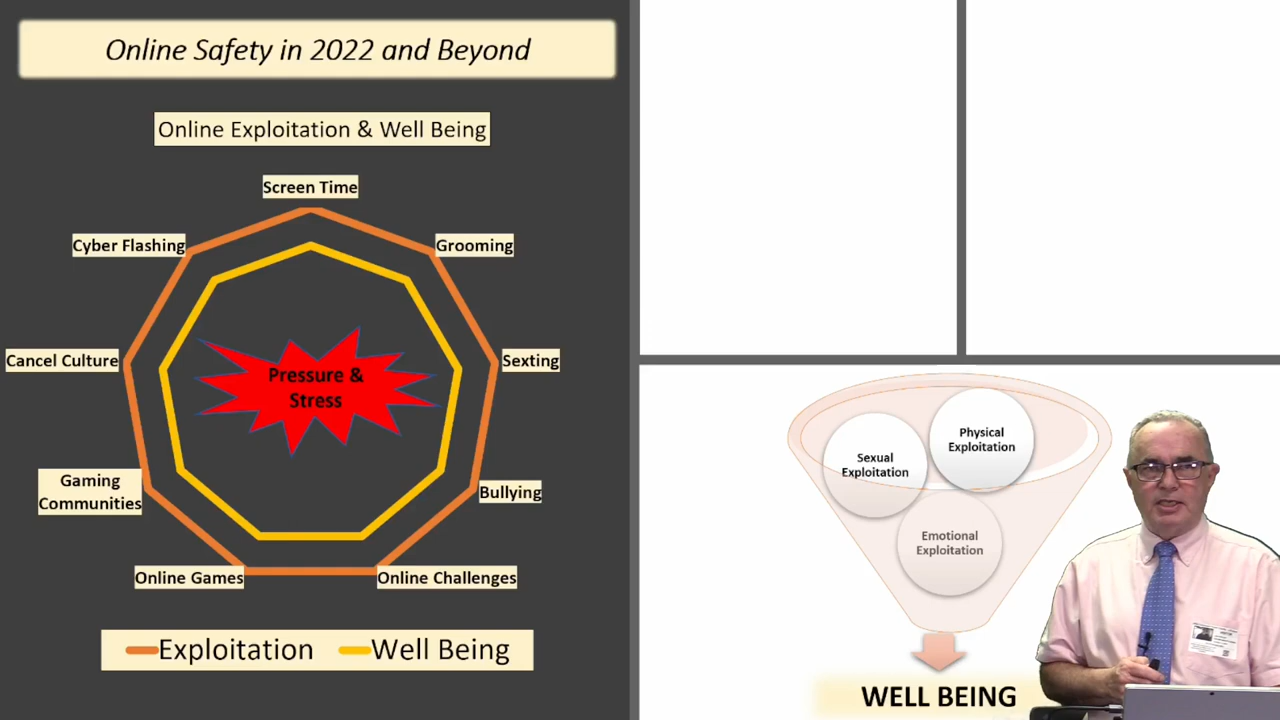 Online Safety in 2022 and Beyond
Online Exploitation & Well Being
Screen Time
Cyber Flashing
Grooming
Cancel Culture
Sexting
Pressure &
Stress
Gaming
Communities
Bullying
Online Games
Online Challenges
Exploitation
Well Being
Physical
Exploitation
Sexual
Exploitation
Emotional
Exploitation
WELL BEING